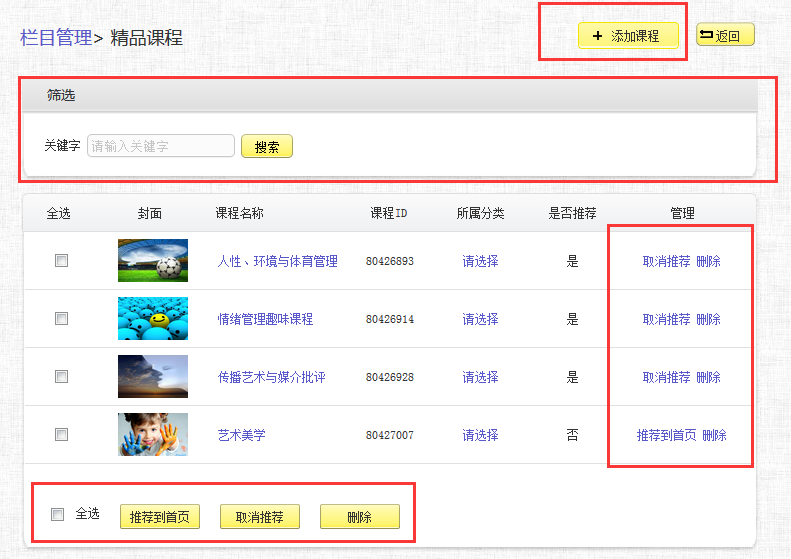 栏目管理> 精品课程
+ 添加课程
返回
筛选
关键字 请输入关键字 搜索
全选 封面 课程名称 课程ID 所属分类 是否推荐 管理
人性、环境与体育管理 80426893 请选择 是 取消推荐 删除
情绪管理趣味课程 80426914 请选择 是 取消推荐 删除
传播艺术与媒介批评 80426928 请选择 是 取消推荐 删除
艺术美学 80427007 请选择 否 推荐到首页 删除
全选 推荐到首页 取消推荐 删除